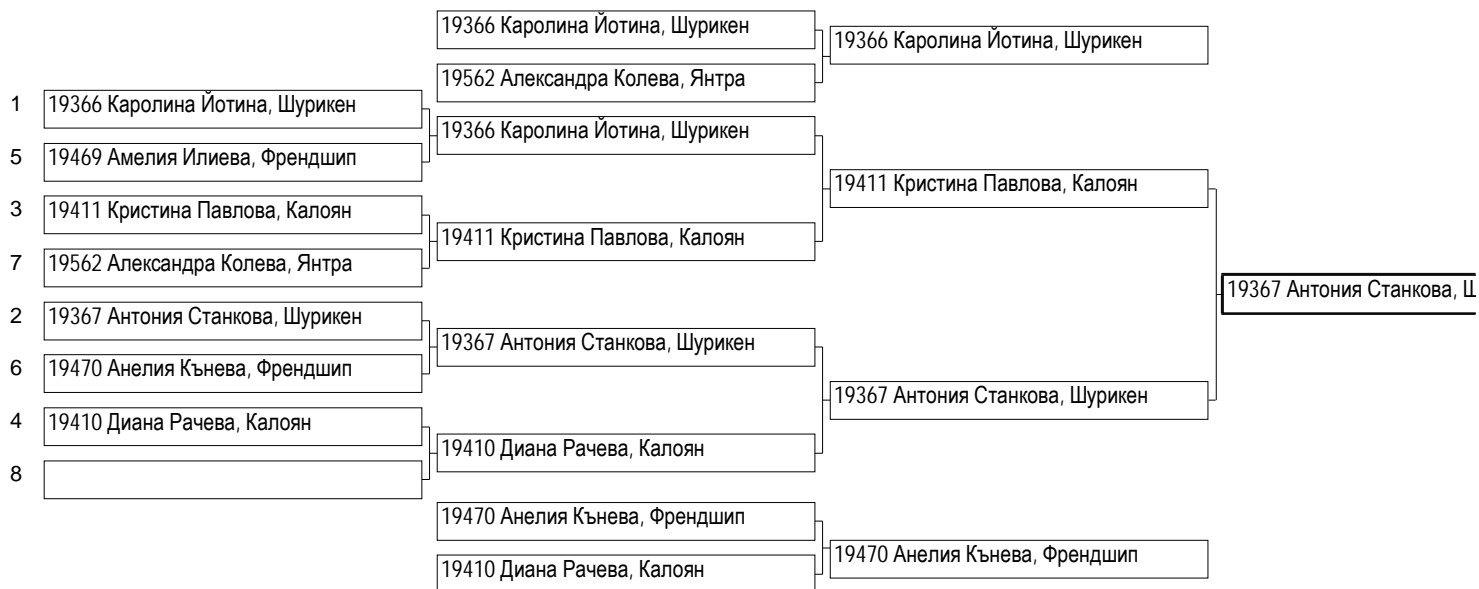 19366 Каролина Йотина, Шурикен
19366 Каролина Йотина, Шурикен
19562 Александра Колева, Янтра
1 19366 Каролина Йотина, Шурикен
19366 Каролина Йотина, Шурикен
5 19469 Амелия Илиева, Френдшип
19411 Кристина Павлова, Калоян
3 19411 Кристина Павлова, Калоян
19411 Кристина Павлова, Калоян
7 19562 Александра Колева, Янтра
19367 Антония Станкова, Ш
2 19367 Антония Станкова, Шурикен
19367 Антония Станкова, Шурикен
6 19470 Анелия Кънева, Френдшип
19367 Антония Станкова, Шурикен
4 19410 Диана Рачева, Калоян
19410 Диана Рачева, Калоян
8
19470 Анелия Кънева, Френдшип
19470 Анелия Кънева, Френдшип
19410 Диана Рачева, Калоян